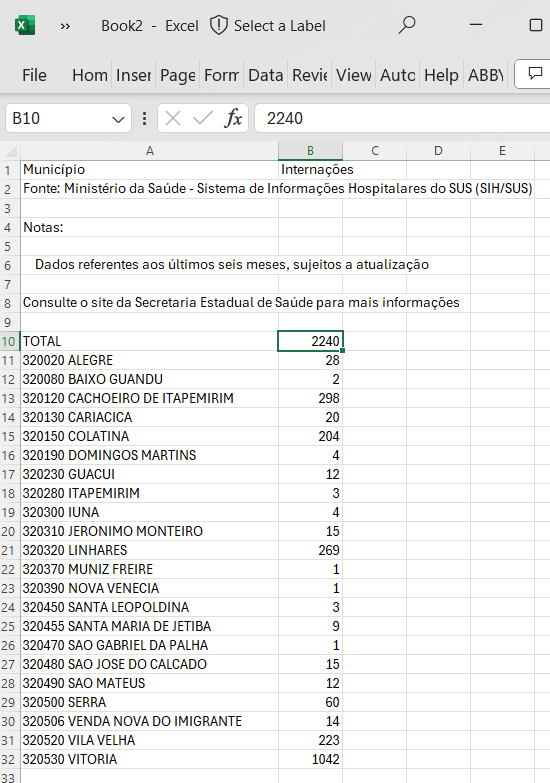 » Book2 - Excel Select a Label
File Hom Inser Page Form Data Revie View Auto Help ABBY
B10 fx 2240
A B C D E
1 Município Internações
2 Fonte: Ministério da Saúde - Sistema de Informações Hospitalares do SUS (SIH/SUS)
3
4 Notas:
5
6 Dados referentes aos últimos seis meses, sujeitos a atualização
7
8 Consulte o site da Secretaria Estadual de Saúde para mais informações
9
10 TOTAL 2240
11 320020 ALEGRE 28
12 320080 BAIXO GUANDU 2
13 320120 CACHOEIRO DE ITAPEMIRIM 298
14 320130 CARIACICA 20
15 320150 COLATINA 204
16 320190 DOMINGOS MARTINS 4
17 320230 GUACUI 12
18 320280 ITAPEMIRIM 3
19 320300 IUNA 4
20 320310 JERONIMO MONTEIRO 15
21 320320 LINHARES 269
22 320370 MUNIZ FREIRE 1
23 320390 NOVA VENECIA 1
24 320450 SANTA LEOPOLDINA 3
25 320455 SANTA MARIA DE JETIBA 9
26 320470 SAO GABRIEL DA PALHA 1
27 320480 SAO JOSE DO CALCADO 15
28 320490 SAO MATEUS 12
29 320500 SERRA 60
30 320506 VENDA NOVA DO IMIGRANTE 14
31 320520 VILA VELHA 223
32 320530 VITORIA 1042
33